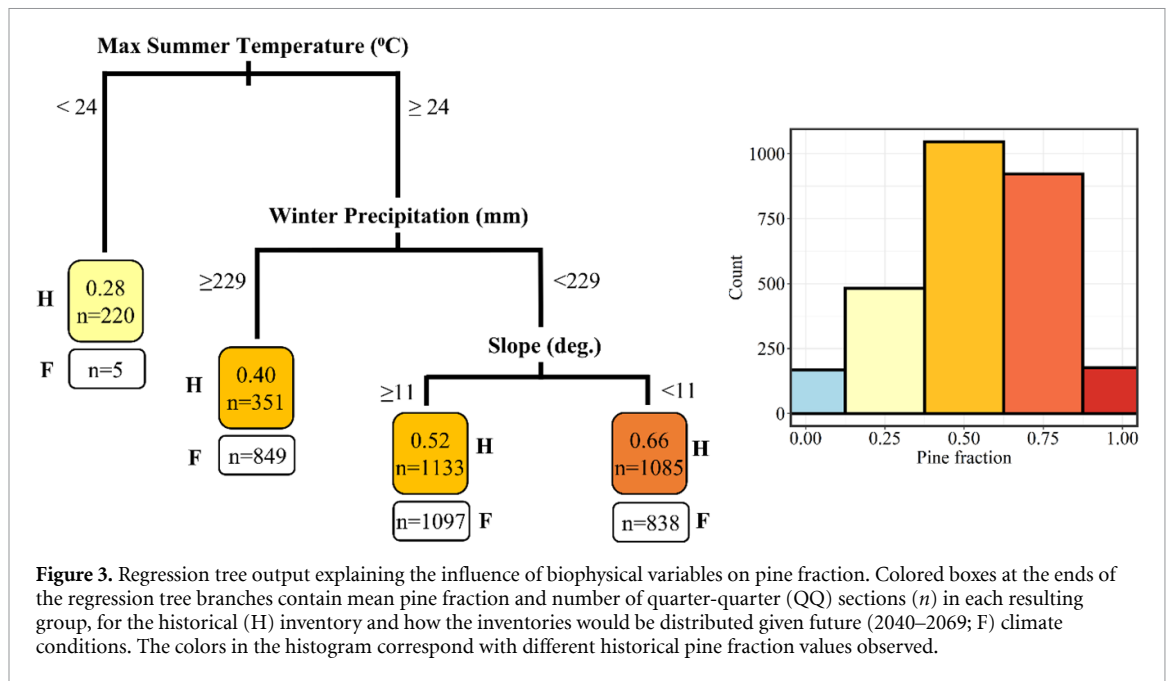 Max Summer Temperature (⁰C)
< 24
≥ 24
Winter Precipitation (mm)
≥229
<229
Slope (deg.)
≥11
<11
H
0.28
n=220
F
n=5
H
0.40
n=351
F
n=849
0.52
n=1133
H
n=1097
F
0.66
n=1085
H
n=838
F
1000
750
500
250
0
Count
0.00 0.25 0.50 0.75 1.00
Pine fraction
Figure 3. Regression tree output explaining the influence of biophysical variables on pine fraction. Colored boxes at the ends of
the regression tree branches contain mean pine fraction and number of quarter-quarter (QQ) sections (n) in each resulting
group, for the historical (H) inventory and how the inventories would be distributed given future (2040–2069; F) climate
conditions. The colors in the histogram correspond with different historical pine fraction values observed.